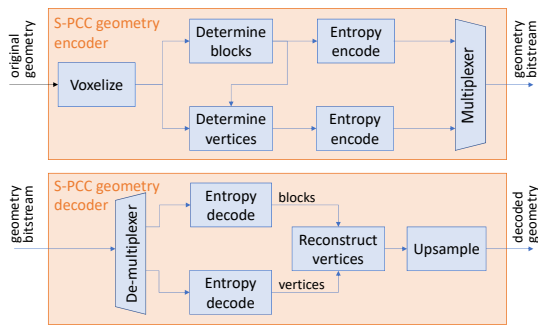 S-PCC geometry
encoder
original
geometry
Voxelize
Determine
blocks
Entropy
encode
Determine
vertices
Entropy
encode
Multiplexer
geometry
bitstream
S-PCC geometry
decoder
geometry
bitstream
De-multiplexer
Entropy
decode
blocks
Entropy
decode
vertices
Reconstruct
vertices
Upsample
decoded
geometry